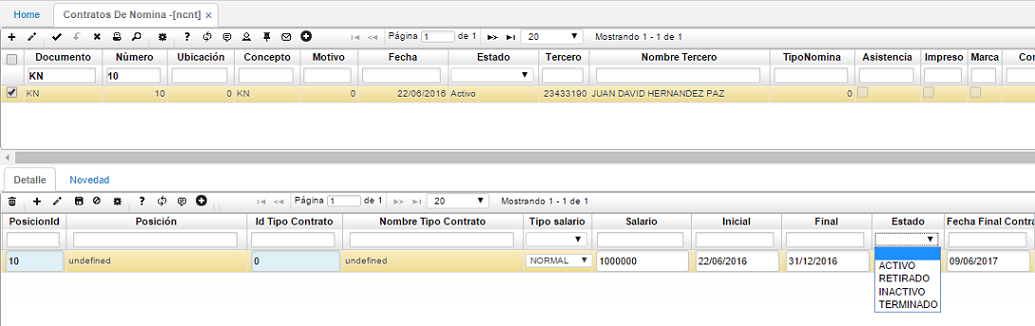 Home Contratos De Nomina -[ncnt] x
Página 1 de 1 20 Mostrando 1 - 1 de 1
Documento Número Ubicación Concepto Motivo Fecha Estado Tercero Nombre Tercero TipoNomina Asistencia Impreso Marca Con
KN 10
KN 10 0 KN 0 22/06/2016 Activo 23433190 JUAN DAVID HERNANDEZ PAZ 0
Detalle Novedad
Página 1 de 1 20 Mostrando 1 - 1 de 1
PosicionId Posición Id Tipo Contrato Nombre Tipo Contrato Tipo salario Salario Inicial Final Estado Fecha Final Contra
10 undefined 0 undefined NORMAL 1000000 22/06/2016 31/12/2016 09/06/2017
ACTIVO
RETIRADO
INACTIVO
TERMINADO